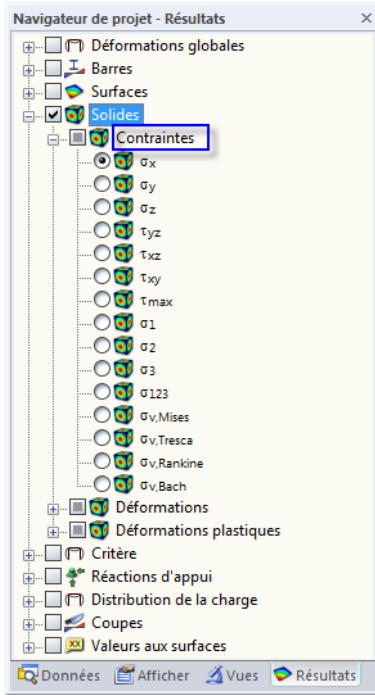 Navigateur de projet - Résultats
Déformations globales
Barres
Surfaces
Solides
Contraintes
σx
σy
σz
τyz
τxz
τxy
τmax
σ1
σ2
σ3
σ123
σv,Mises
σv,Tresca
σv,Rankine
σv,Bach
Déformations
Déformations plastiques
Critère
Réactions d'appui
Distribution de la charge
Coupes
Valeurs aux surfaces
Données Afficher Vues Résultats